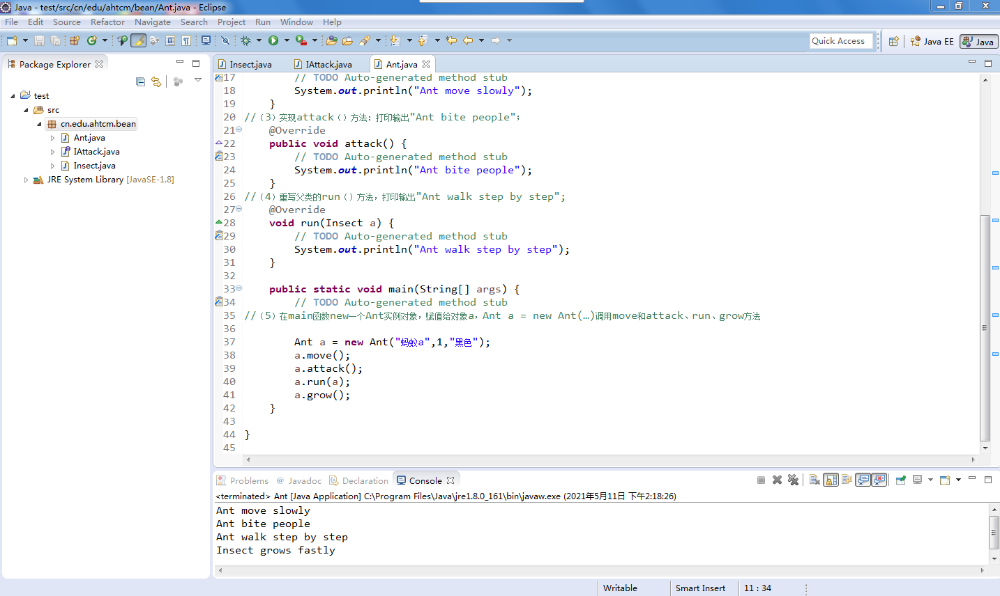 Java - test/src/cn/edu/ahtcm/bean/Ant.java - Eclipse
File Edit Source Refactor Navigate Search Project Run Window Help
Quick Access
Java EE
Java
Package Explorer
test
src
cn.edu.ahtcm.bean
Ant.java
IAttack.java
Insect.java
JRE System Library [JavaSE-1.8]
Insect.java IAttack.java Ant.java
17 // TODO Auto-generated method stub
18 System.out.println("Ant move slowly");
19 }
20 //（3）实现attack（）方法：打印输出"Ant bite people"；
21 @Override
22 public void attack() {
23 // TODO Auto-generated method stub
24 System.out.println("Ant bite people");
25 }
26 //（4）重写父类的run（）方法，打印输出"Ant walk step by step";
27 @Override
28 void run(Insect a) {
29 // TODO Auto-generated method stub
30 System.out.println("Ant walk step by step");
31 }
32
33 public static void main(String[] args) {
34 // TODO Auto-generated method stub
35 //（5）在main函数new一个Ant实例对象，赋值给对象a，Ant a = new Ant(…)调用move和attack、run、grow方法
36
37 Ant a = new Ant("蚂蚁a",1,"黑色");
38 a.move();
39 a.attack();
40 a.run(a);
41 a.grow();
42 }
43
44 }
45
Problems @ Javadoc Declaration Console
<terminated> Ant [Java Application] C:\Program Files\Java\jre1.8.0_161\bin\javaw.exe (2021年5月11日 下午2:18:26)
Ant move slowly
Ant bite people
Ant walk step by step
Insect grows fastly
Writable Smart Insert 11 : 34